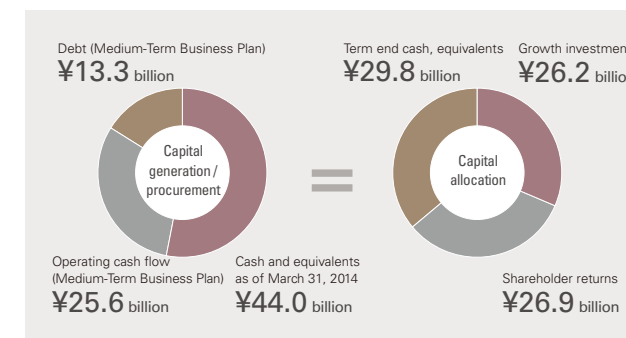 Debt (Medium-Term Business Plan)
¥13.3 billion
Capital
generation /
procurement
Operating cash flow
(Medium-Term Business Plan)
¥25.6 billion
Cash and equivalents
as of March 31, 2014
¥44.0 billion
=
Term end cash, equivalents
¥29.8 billion
Growth investmen
¥26.2 billio
Capital
allocation
Shareholder returns
¥26.9 billion